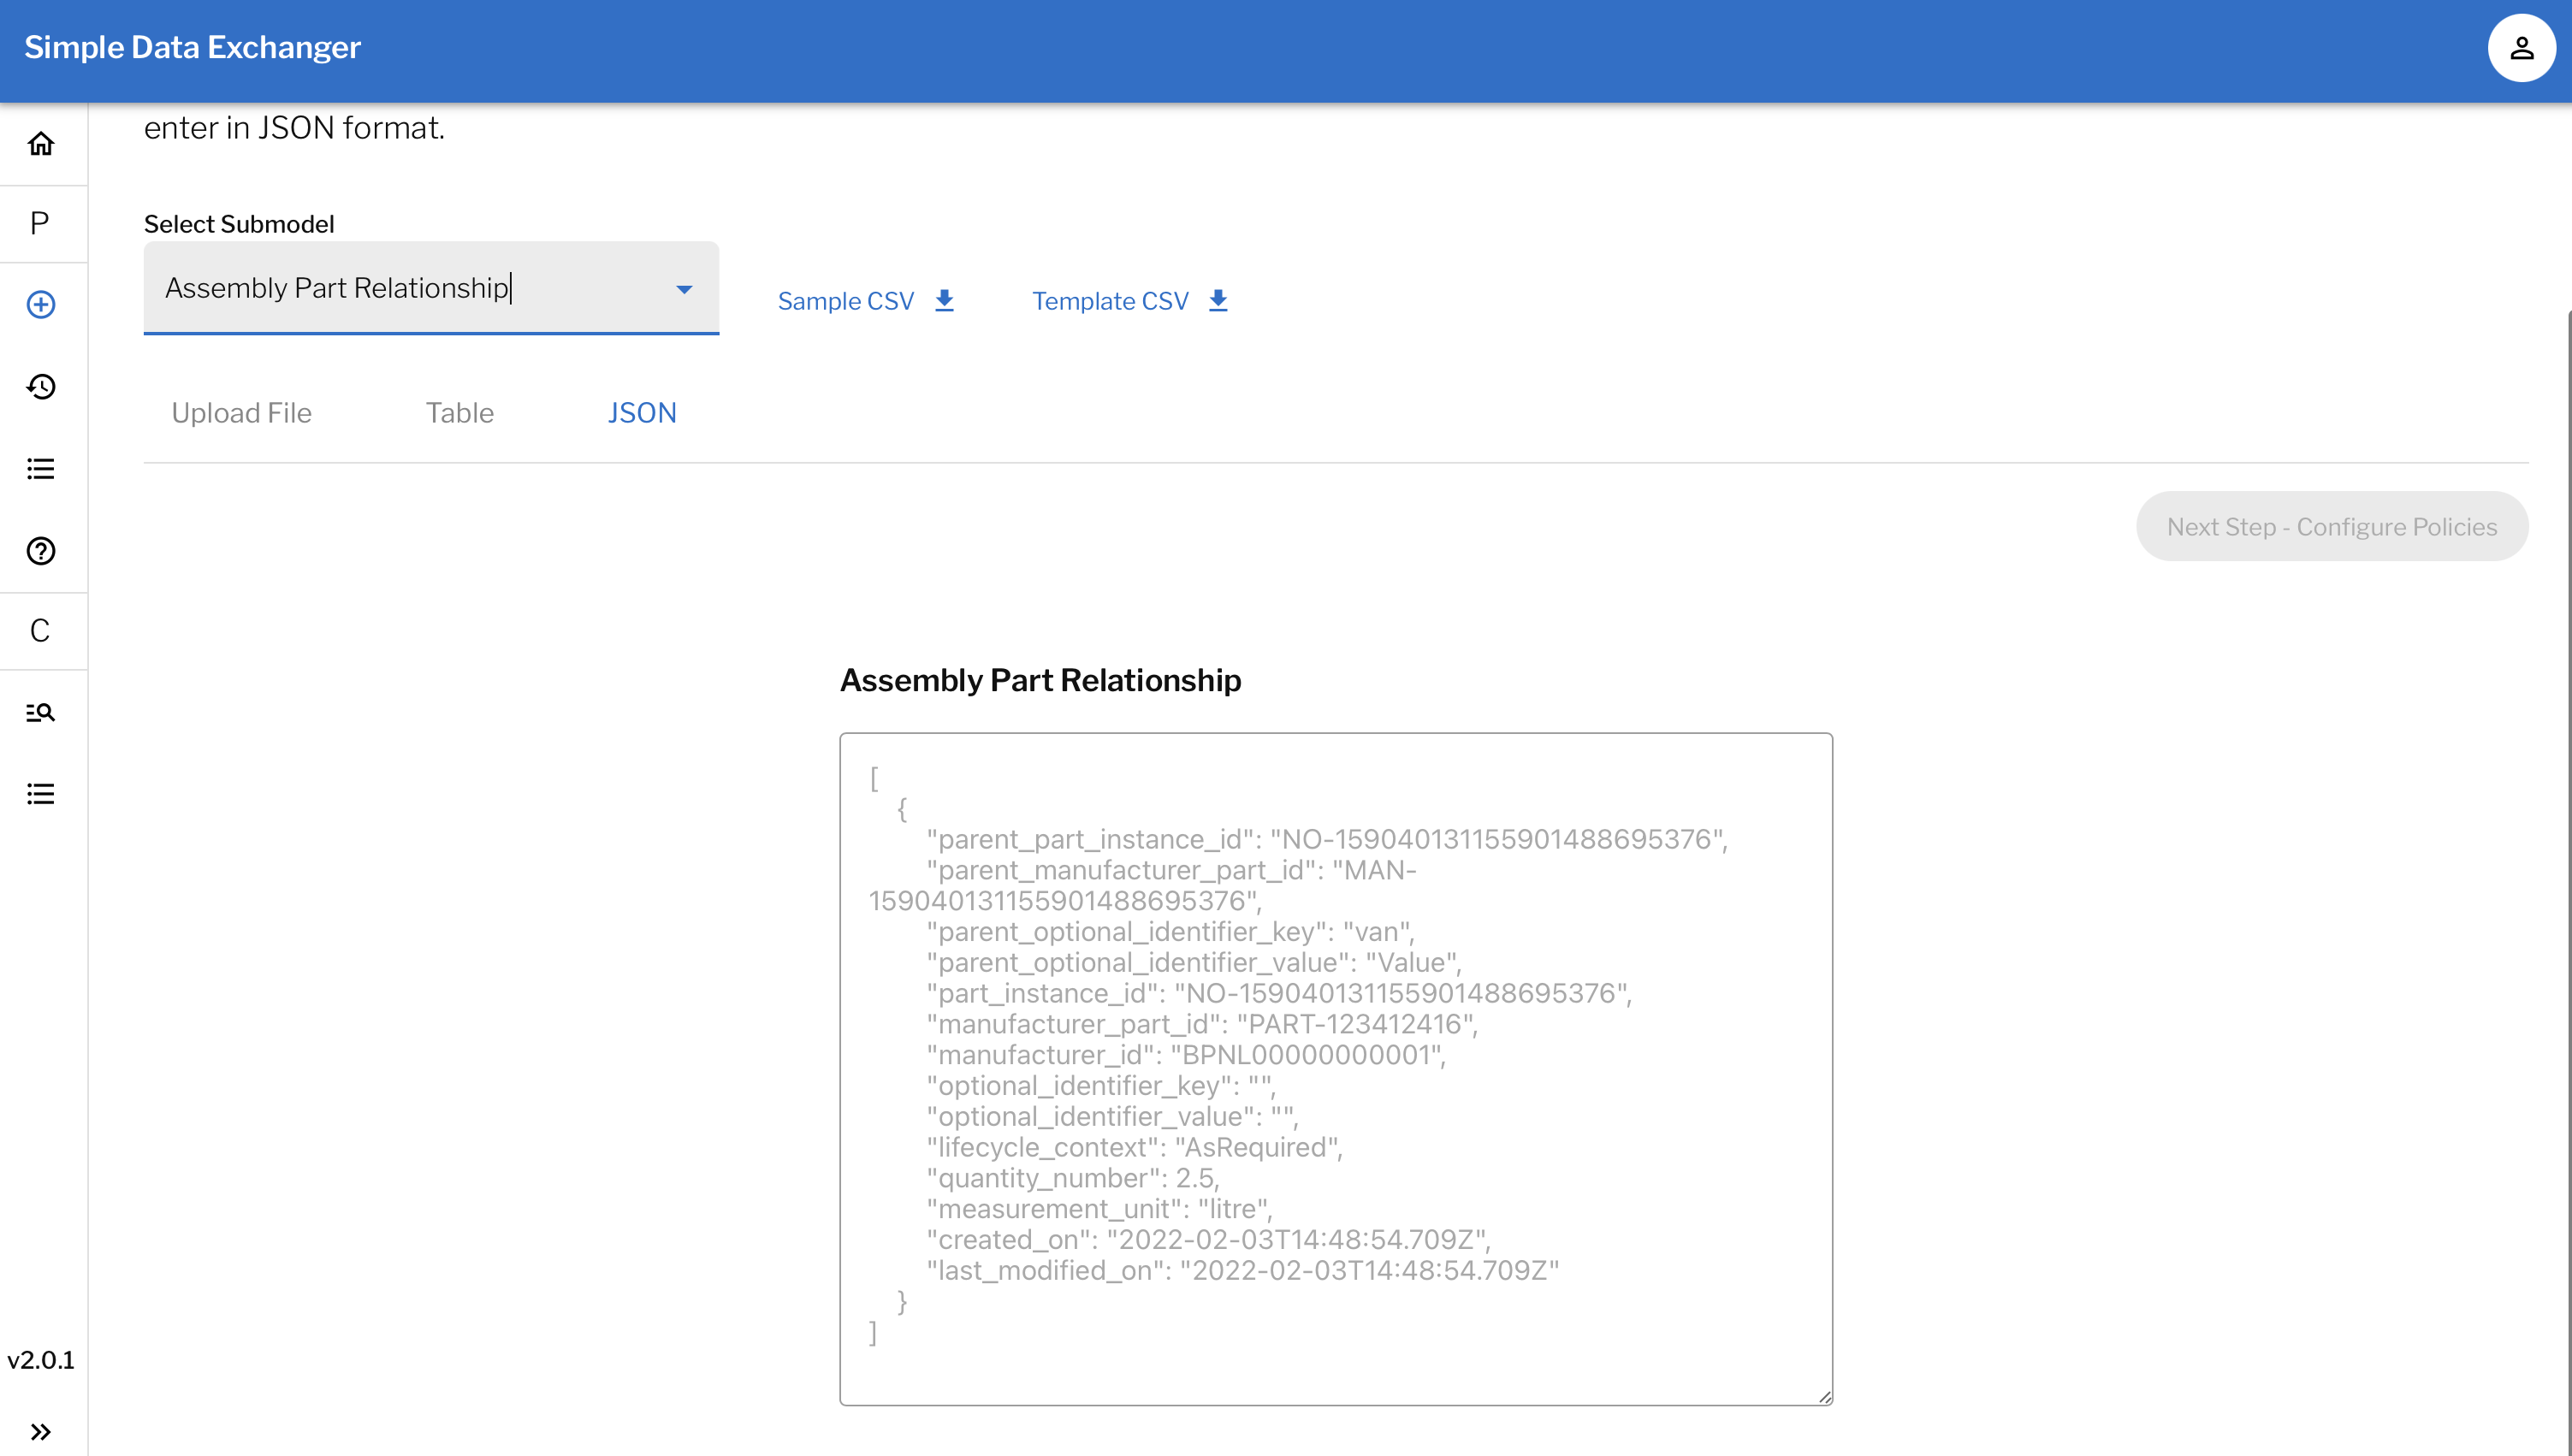 Simple Data Exchanger
enter in JSON format.
P
Select Submodel
Assembly Part Relationship
Sample CSV
Template CSV
Upload File
Table
JSON
Next Step - Configure Policies
C
Assembly Part Relationship
[
{
"parent_part_instance_id": "NO-159040131155901488695376",
"parent_manufacturer_part_id": "MAN-
159040131155901488695376",
"parent_optional_identifier_key": "van",
"parent_optional_identifier_value": "Value",
"part_instance_id": "NO-159040131155901488695376",
"manufacturer_part_id": "PART-123412416",
"manufacturer_id": "BPNL00000000001",
"optional_identifier_key": "",
"optional_identifier_value": "",
"lifecycle_context": "AsRequired",
"quantity_number": 2.5,
"measurement_unit": "litre",
"created_on": "2022-02-03T14:48:54.709Z",
"last_modified_on": "2022-02-03T14:48:54.709Z"
}
]
v2.0.1